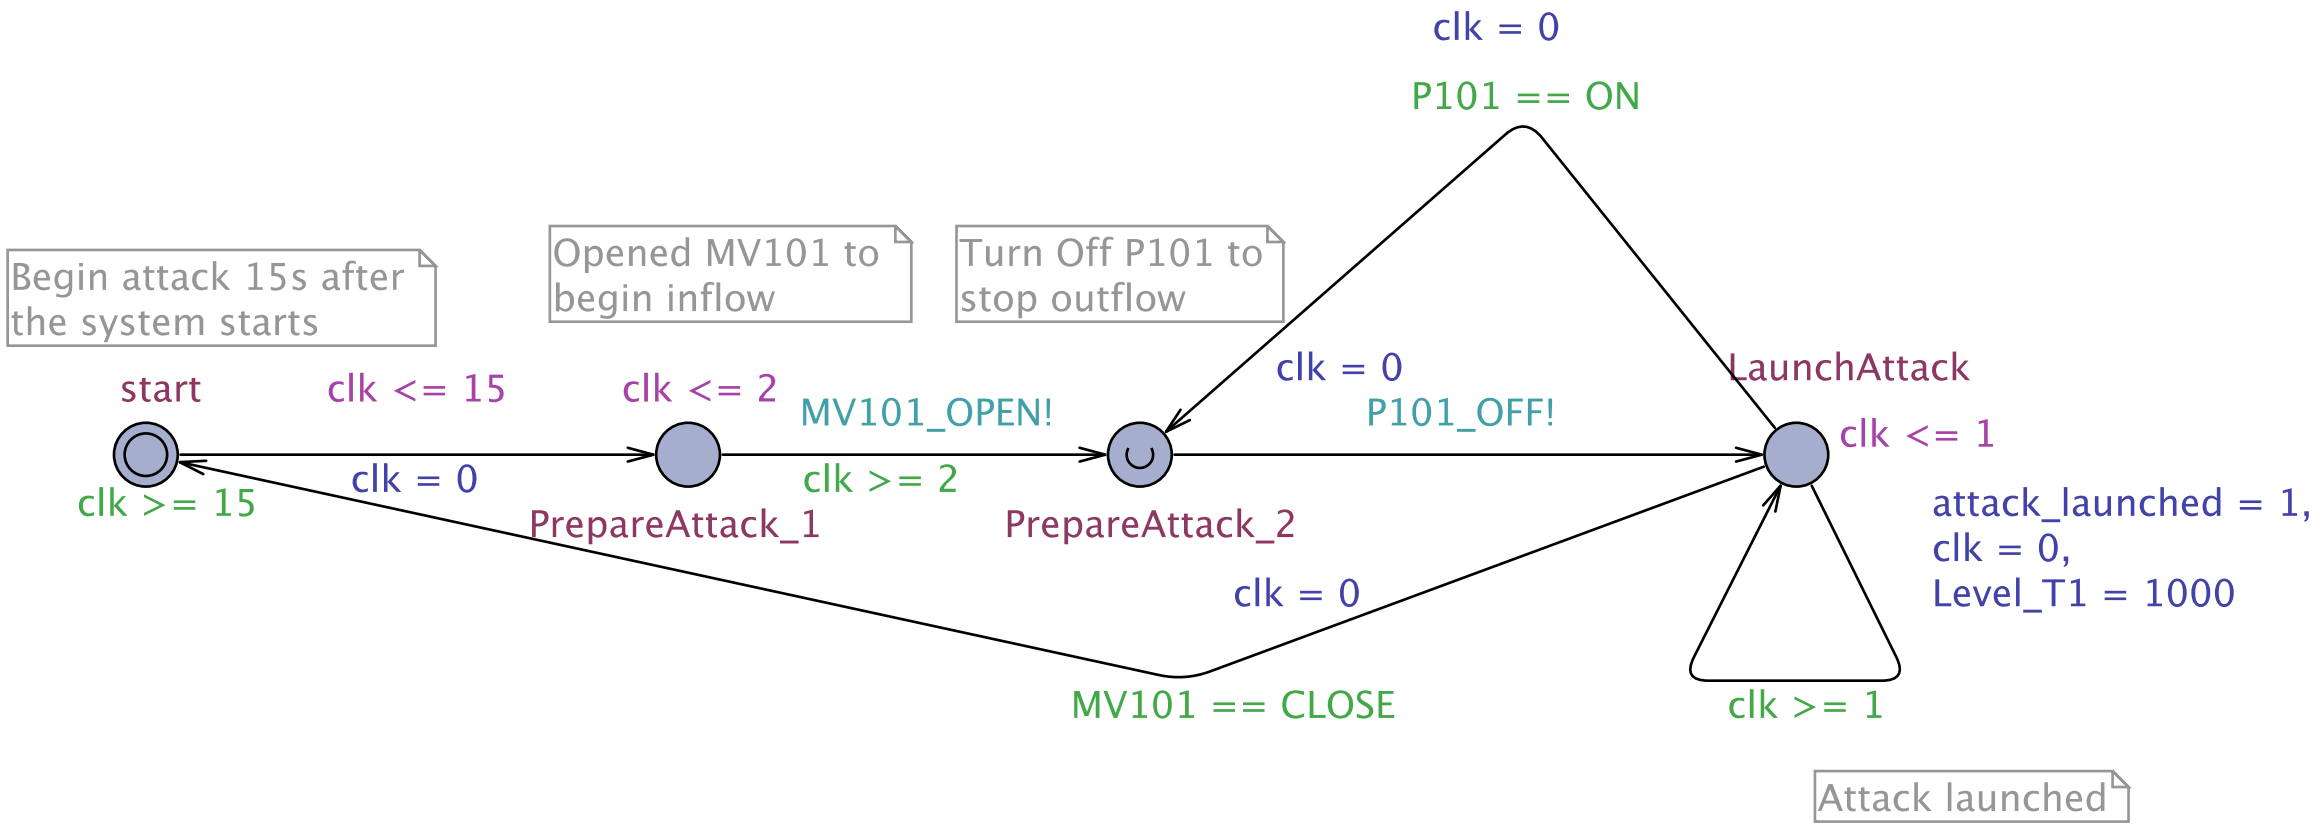 clk = 0
P101 == ON
Begin attack 15s after
the system starts
Opened MV101 to
begin inflow
Turn Off P101 to
stop outflow
start
clk <= 15
clk <= 2
MV101_OPEN!
clk = 0
P101_OFF!
LaunchAttack
clk <= 1
clk >= 15
clk = 0
PrepareAttack_1
clk >= 2
PrepareAttack_2
attack_launched = 1,
clk = 0,
Level_T1 = 1000
clk = 0
MV101 == CLOSE
clk >= 1
Attack launched